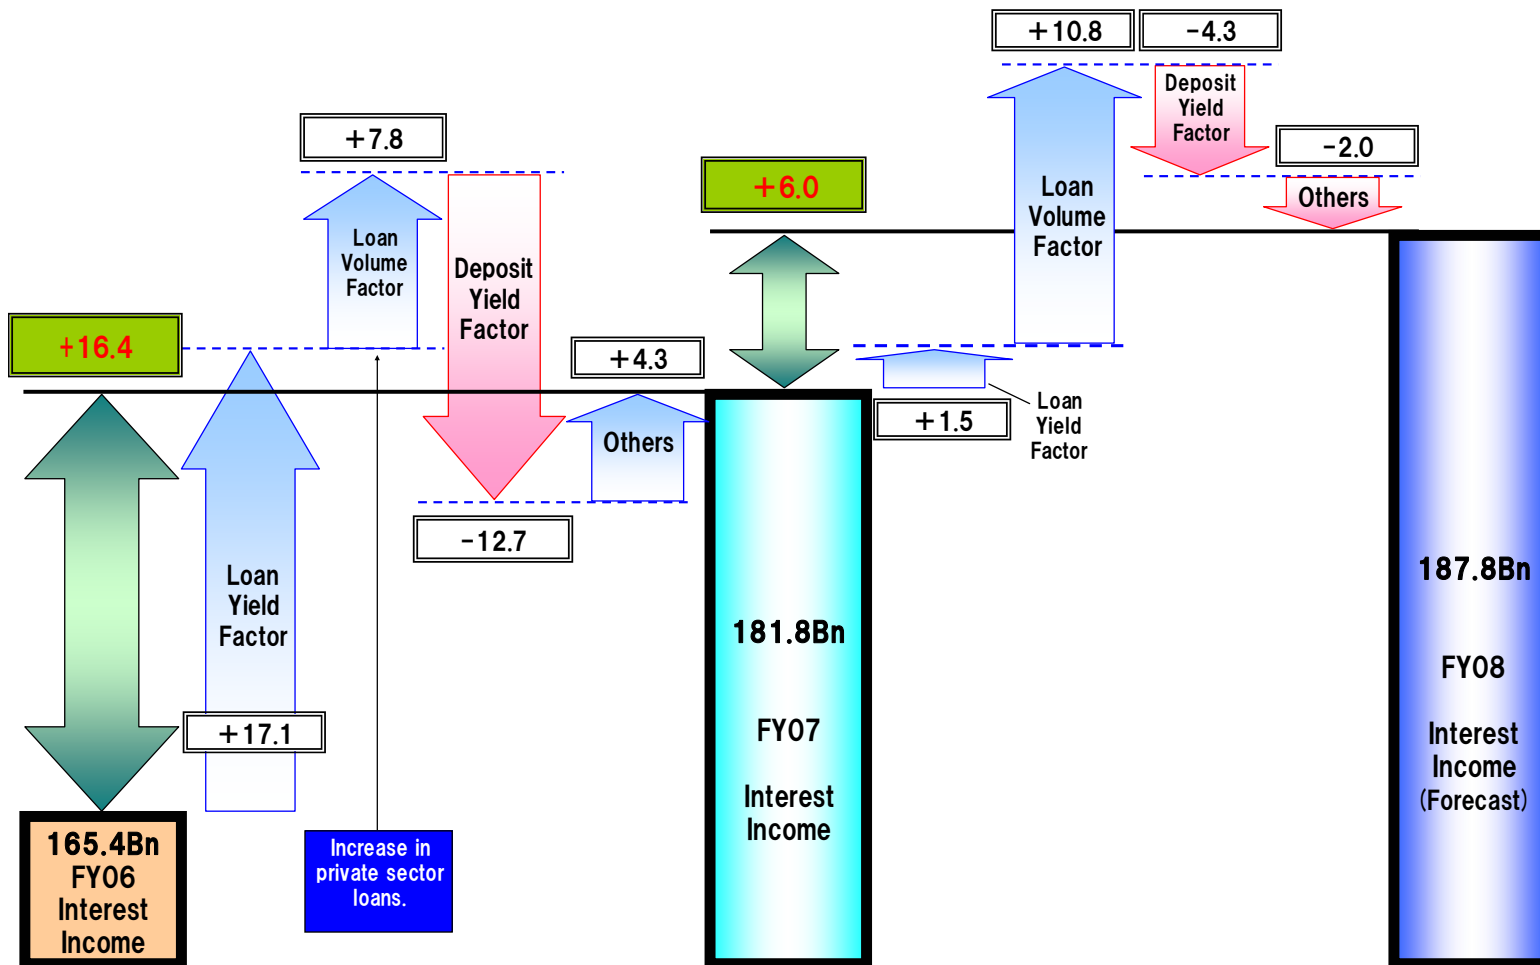 +16.4
165.4Bn
FY06
Interest
Income
Loan
Yield
Factor
+17.1
+7.8
Loan
Volume
Factor
Increase in
private sector
loans.
Deposit
Yield
Factor
-12.7
+4.3
Others
181.8Bn
FY07
Interest
Income
+6.0
+1.5
Loan
Yield
Factor
+10.8
Loan
Volume
Factor
-4.3
Deposit
Yield
Factor
-2.0
Others
187.8Bn
FY08
Interest
Income
(Forecast)